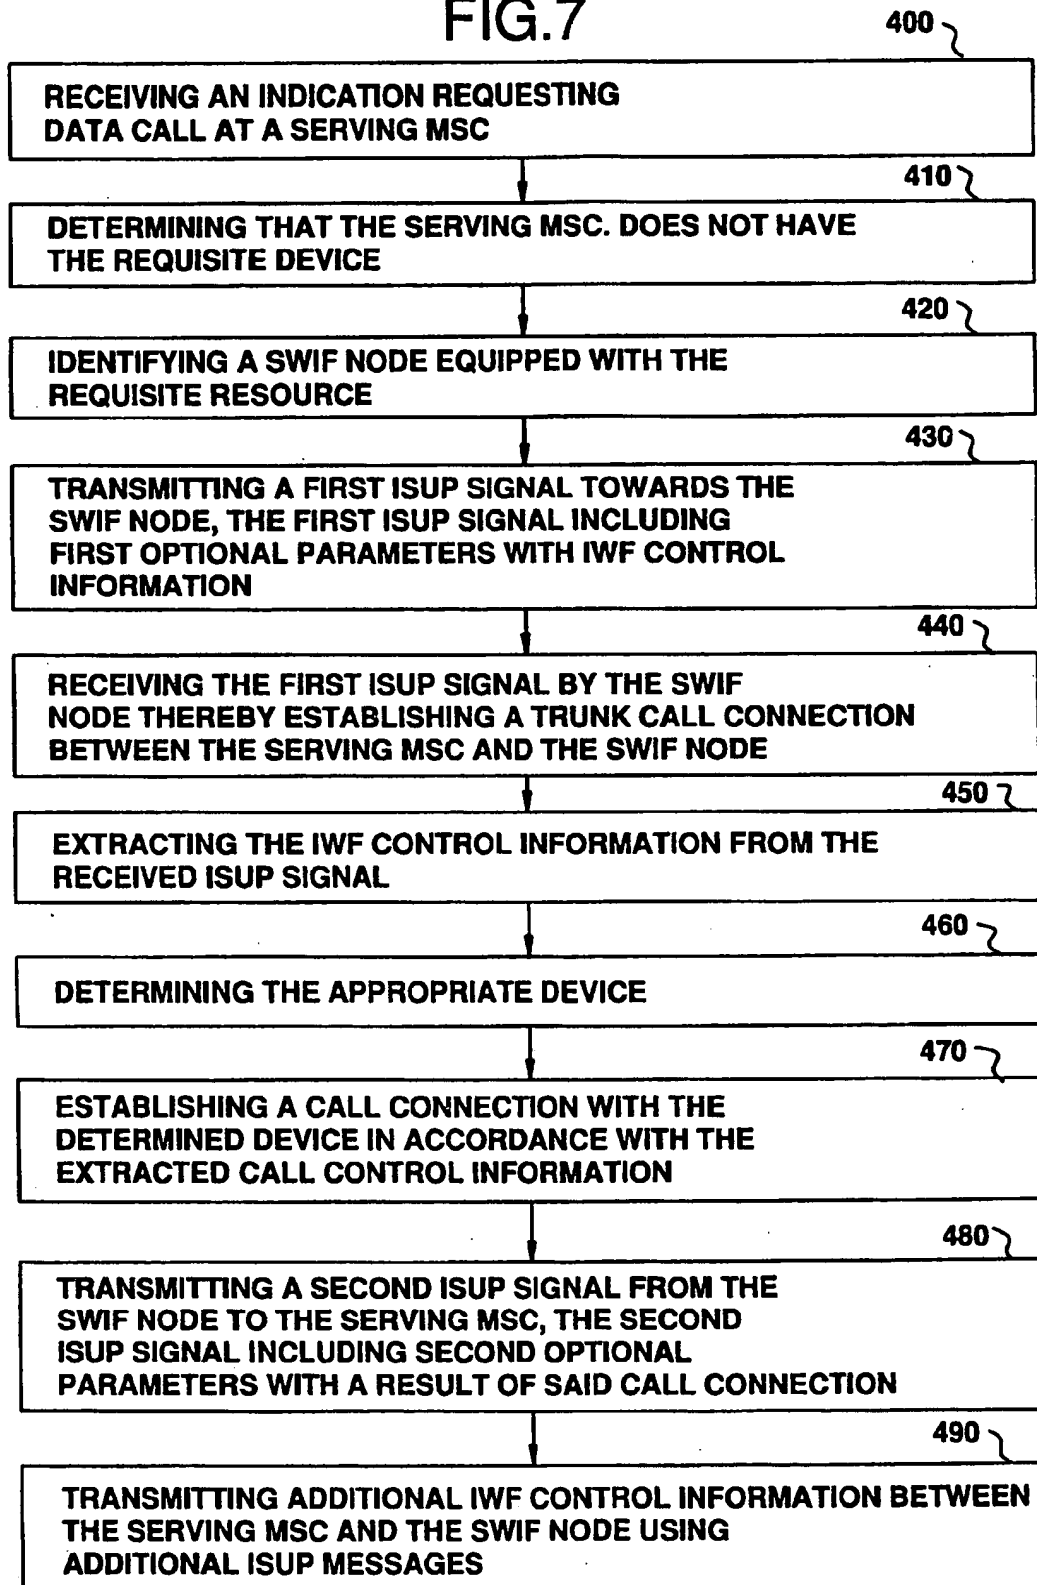 FIG.7
400
RECEIVING AN INDICATION REQUESTING
DATA CALL AT A SERVING MSC
410
DETERMINING THAT THE SERVING MSC. DOES NOT HAVE
THE REQUISITE DEVICE
420
IDENTIFYING A SWIF NODE EQUIPPED WITH THE
REQUISITE RESOURCE
430
TRANSMITTING A FIRST ISUP SIGNAL TOWARDS THE
SWIF NODE, THE FIRST ISUP SIGNAL INCLUDING
FIRST OPTIONAL PARAMETERS WITH IWF CONTROL
INFORMATION
440
RECEIVING THE FIRST ISUP SIGNAL BY THE SWIF
NODE THEREBY ESTABLISHING A TRUNK CALL CONNECTION
BETWEEN THE SERVING MSC AND THE SWIF NODE
450
EXTRACTING THE IWF CONTROL INFORMATION FROM THE
RECEIVED ISUP SIGNAL
460
DETERMINING THE APPROPRIATE DEVICE
470
ESTABLISHING A CALL CONNECTION WITH THE
DETERMINED DEVICE IN ACCORDANCE WITH THE
EXTRACTED CALL CONTROL INFORMATION
480
TRANSMITTING A SECOND ISUP SIGNAL FROM THE
SWIF NODE TO THE SERVING MSC, THE SECOND
ISUP SIGNAL INCLUDING SECOND OPTIONAL
PARAMETERS WITH A RESULT OF SAID CALL CONNECTION
490
TRANSMITTING ADDITIONAL IWF CONTROL INFORMATION BETWEEN
THE SERVING MSC AND THE SWIF NODE USING
ADDITIONAL ISUP MESSAGES